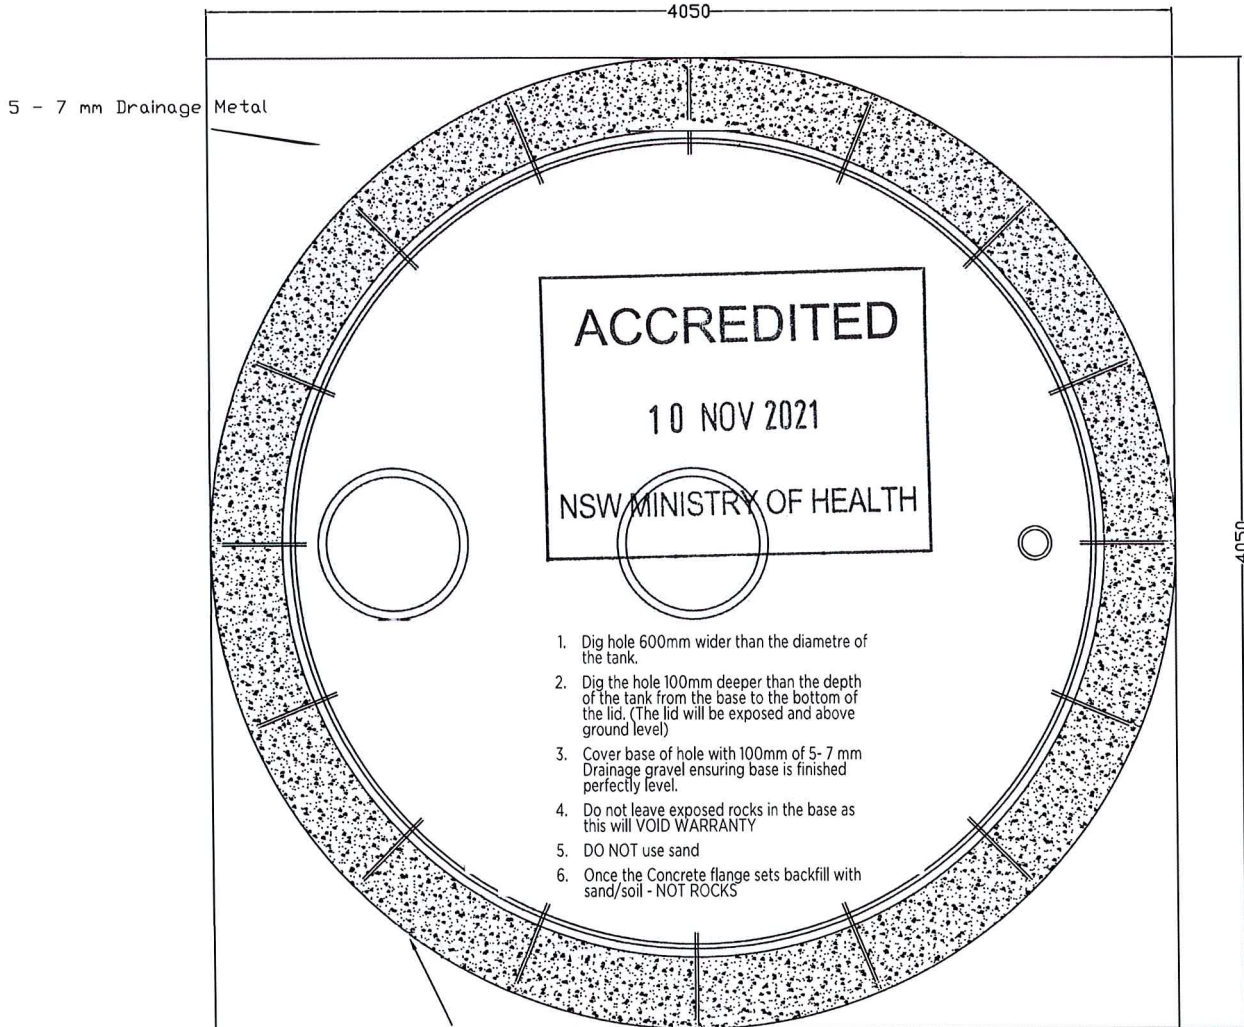 4050
5 - 7 mm Drainage Metal
ACCREDITED
10 NOV 2021
NSW MINISTRY OF HEALTH
4050
1. Dig hole 600mm wider than the diametre of
the tank.
2. Dig the hole 100mm deeper than the depth
of the tank from the base to the bottom of
the lid. (The lid will be exposed and above
ground level)
3. Cover base of hole with 100mm of 5- 7 mm
Drainage gravel ensuring base is finished
perfectly level.
4. Do not leave exposed rocks in the base as
this will VOID WARRANTY
5. DO NOT use sand
6. Once the Concrete flange sets backfill with
sand/soil - NOT ROCKS